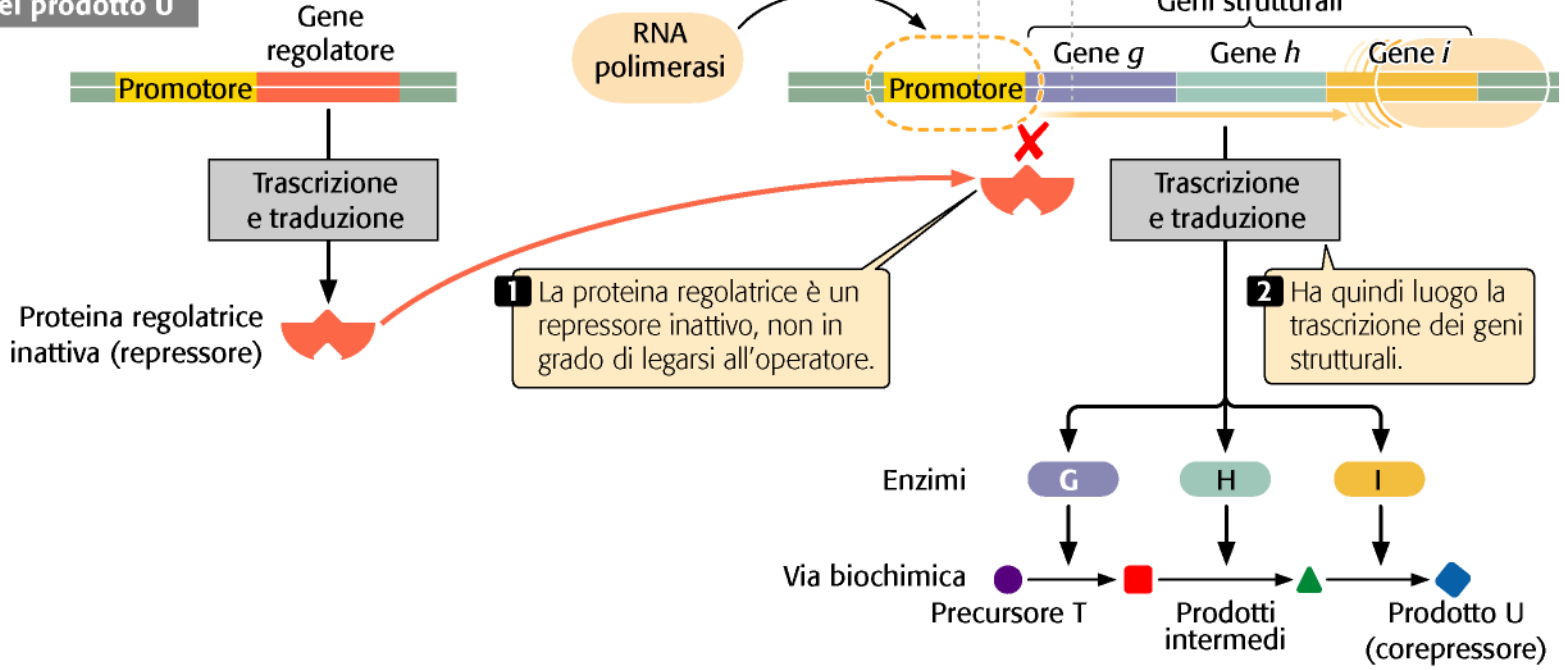 el prodotto U
Gene
regolatore
Promotore
RNA
polimerasi
Geni strutturali
Gene g
Gene h
Gene i
Promotore
Trascrizione
e traduzione
Trascrizione
e traduzione
Proteina regolatrice
inattiva (repressore)
1 La proteina regolatrice è un
repressore inattivo, non in
grado di legarsi all'operatore.
2 Ha quindi luogo la
trascrizione dei geni
strutturali.
Enzimi
G
H
I
Via biochimica
Precursore T
Prodotti
intermedi
Prodotto U
(corepressore)